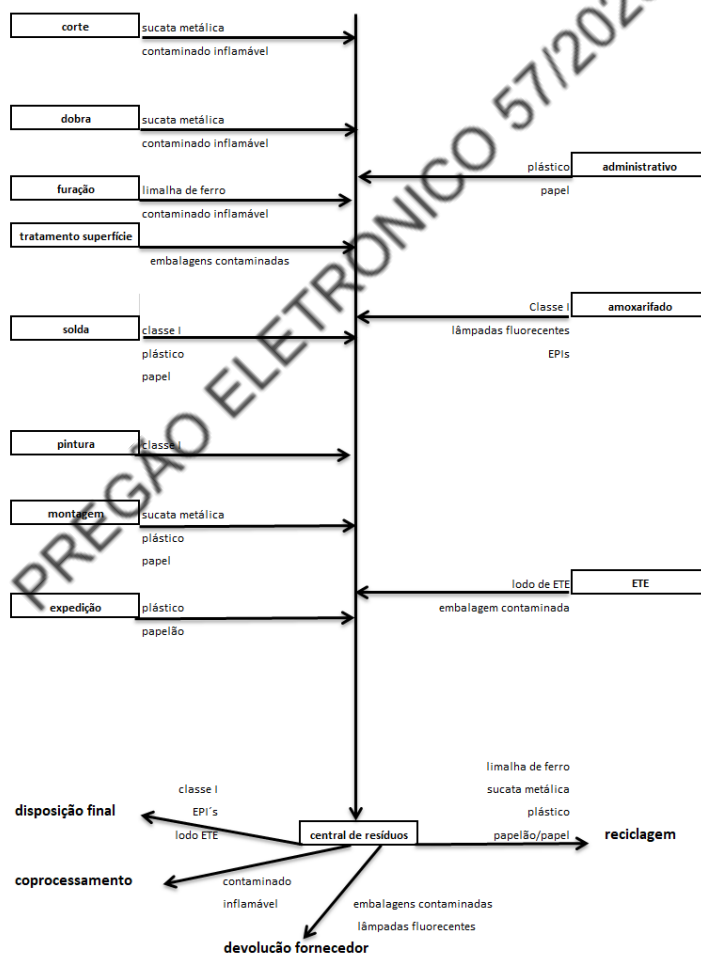 corte
sucata metálica
contaminado inflamável
dobra
sucata metálica
contaminado inflamável
plástico
administrativo
papel
furação
limalha de ferro
contaminado inflamável
tratamento superfície
embalagens contaminadas
Classe I
amoxarifado
lâmpadas fluorecentes
EPIs
solda
classe I
plástico
papel
pintura
classe I
montagem
sucata metálica
plástico
papel
lodo de ETE
ETE
embalagem contaminada
expedição
plástico
papelão
limalha de ferro
sucata metálica
plástico
papelão/papel
reciclagem
classe I
EPI´s
lodo ETE
disposição final
central de resíduos
coprocessamento
contaminado
inflamável
embalagens contaminadas
lâmpadas fluorecentes
devolucão fornecedor
PREGÃO ELETRONICO 57/202